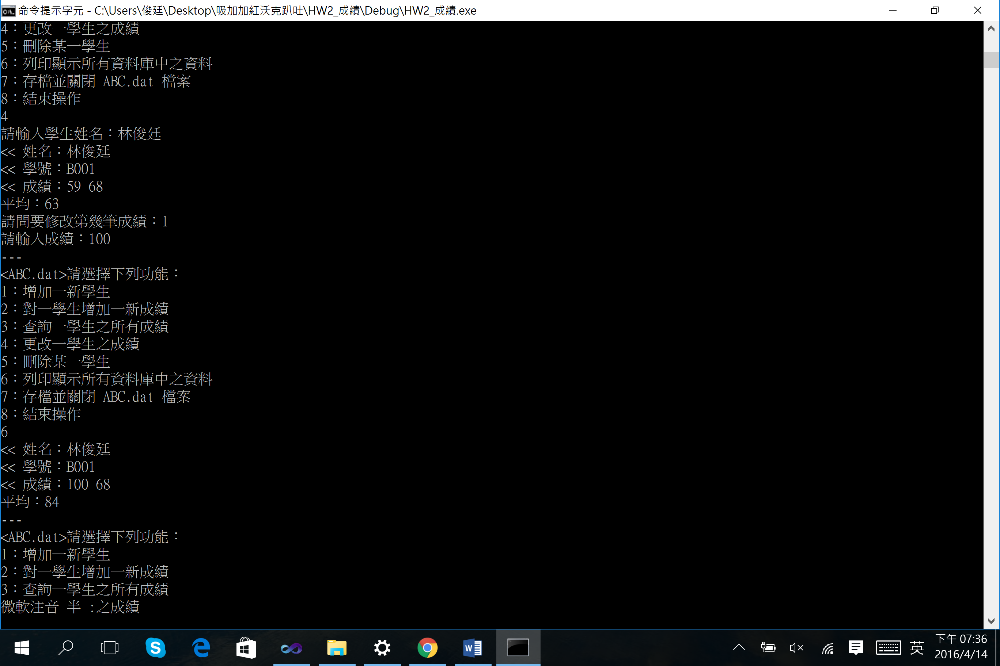 命令提示字元 - C:\Users\俊廷\Desktop\吸加加紅沃克趴吐\HW2_成績\Debug\HW2_成績.exe
4：更改一學生之成績
5：刪除某一學生
6：列印顯示所有資料庫中之資料
7：存檔並關閉 ABC.dat 檔案
8：結束操作
4
請輸入學生姓名：林俊廷
<< 姓名：林俊廷
<< 學號：B001
<< 成績：59 68
平均：63
請問要修改第幾筆成績：1
請輸入成績：100
---
<ABC.dat>請選擇下列功能：
1：增加一新學生
2：對一學生增加一新成績
3：查詢一學生之所有成績
4：更改一學生之成績
5：刪除某一學生
6：列印顯示所有資料庫中之資料
7：存檔並關閉 ABC.dat 檔案
8：結束操作
6
<< 姓名：林俊廷
<< 學號：B001
<< 成績：100 68
平均：84
---
<ABC.dat>請選擇下列功能：
1：增加一新學生
2：對一學生增加一新成績
3：查詢一學生之所有成績
微軟注音 半 :之成績
英
下午 07:36
2016/4/14